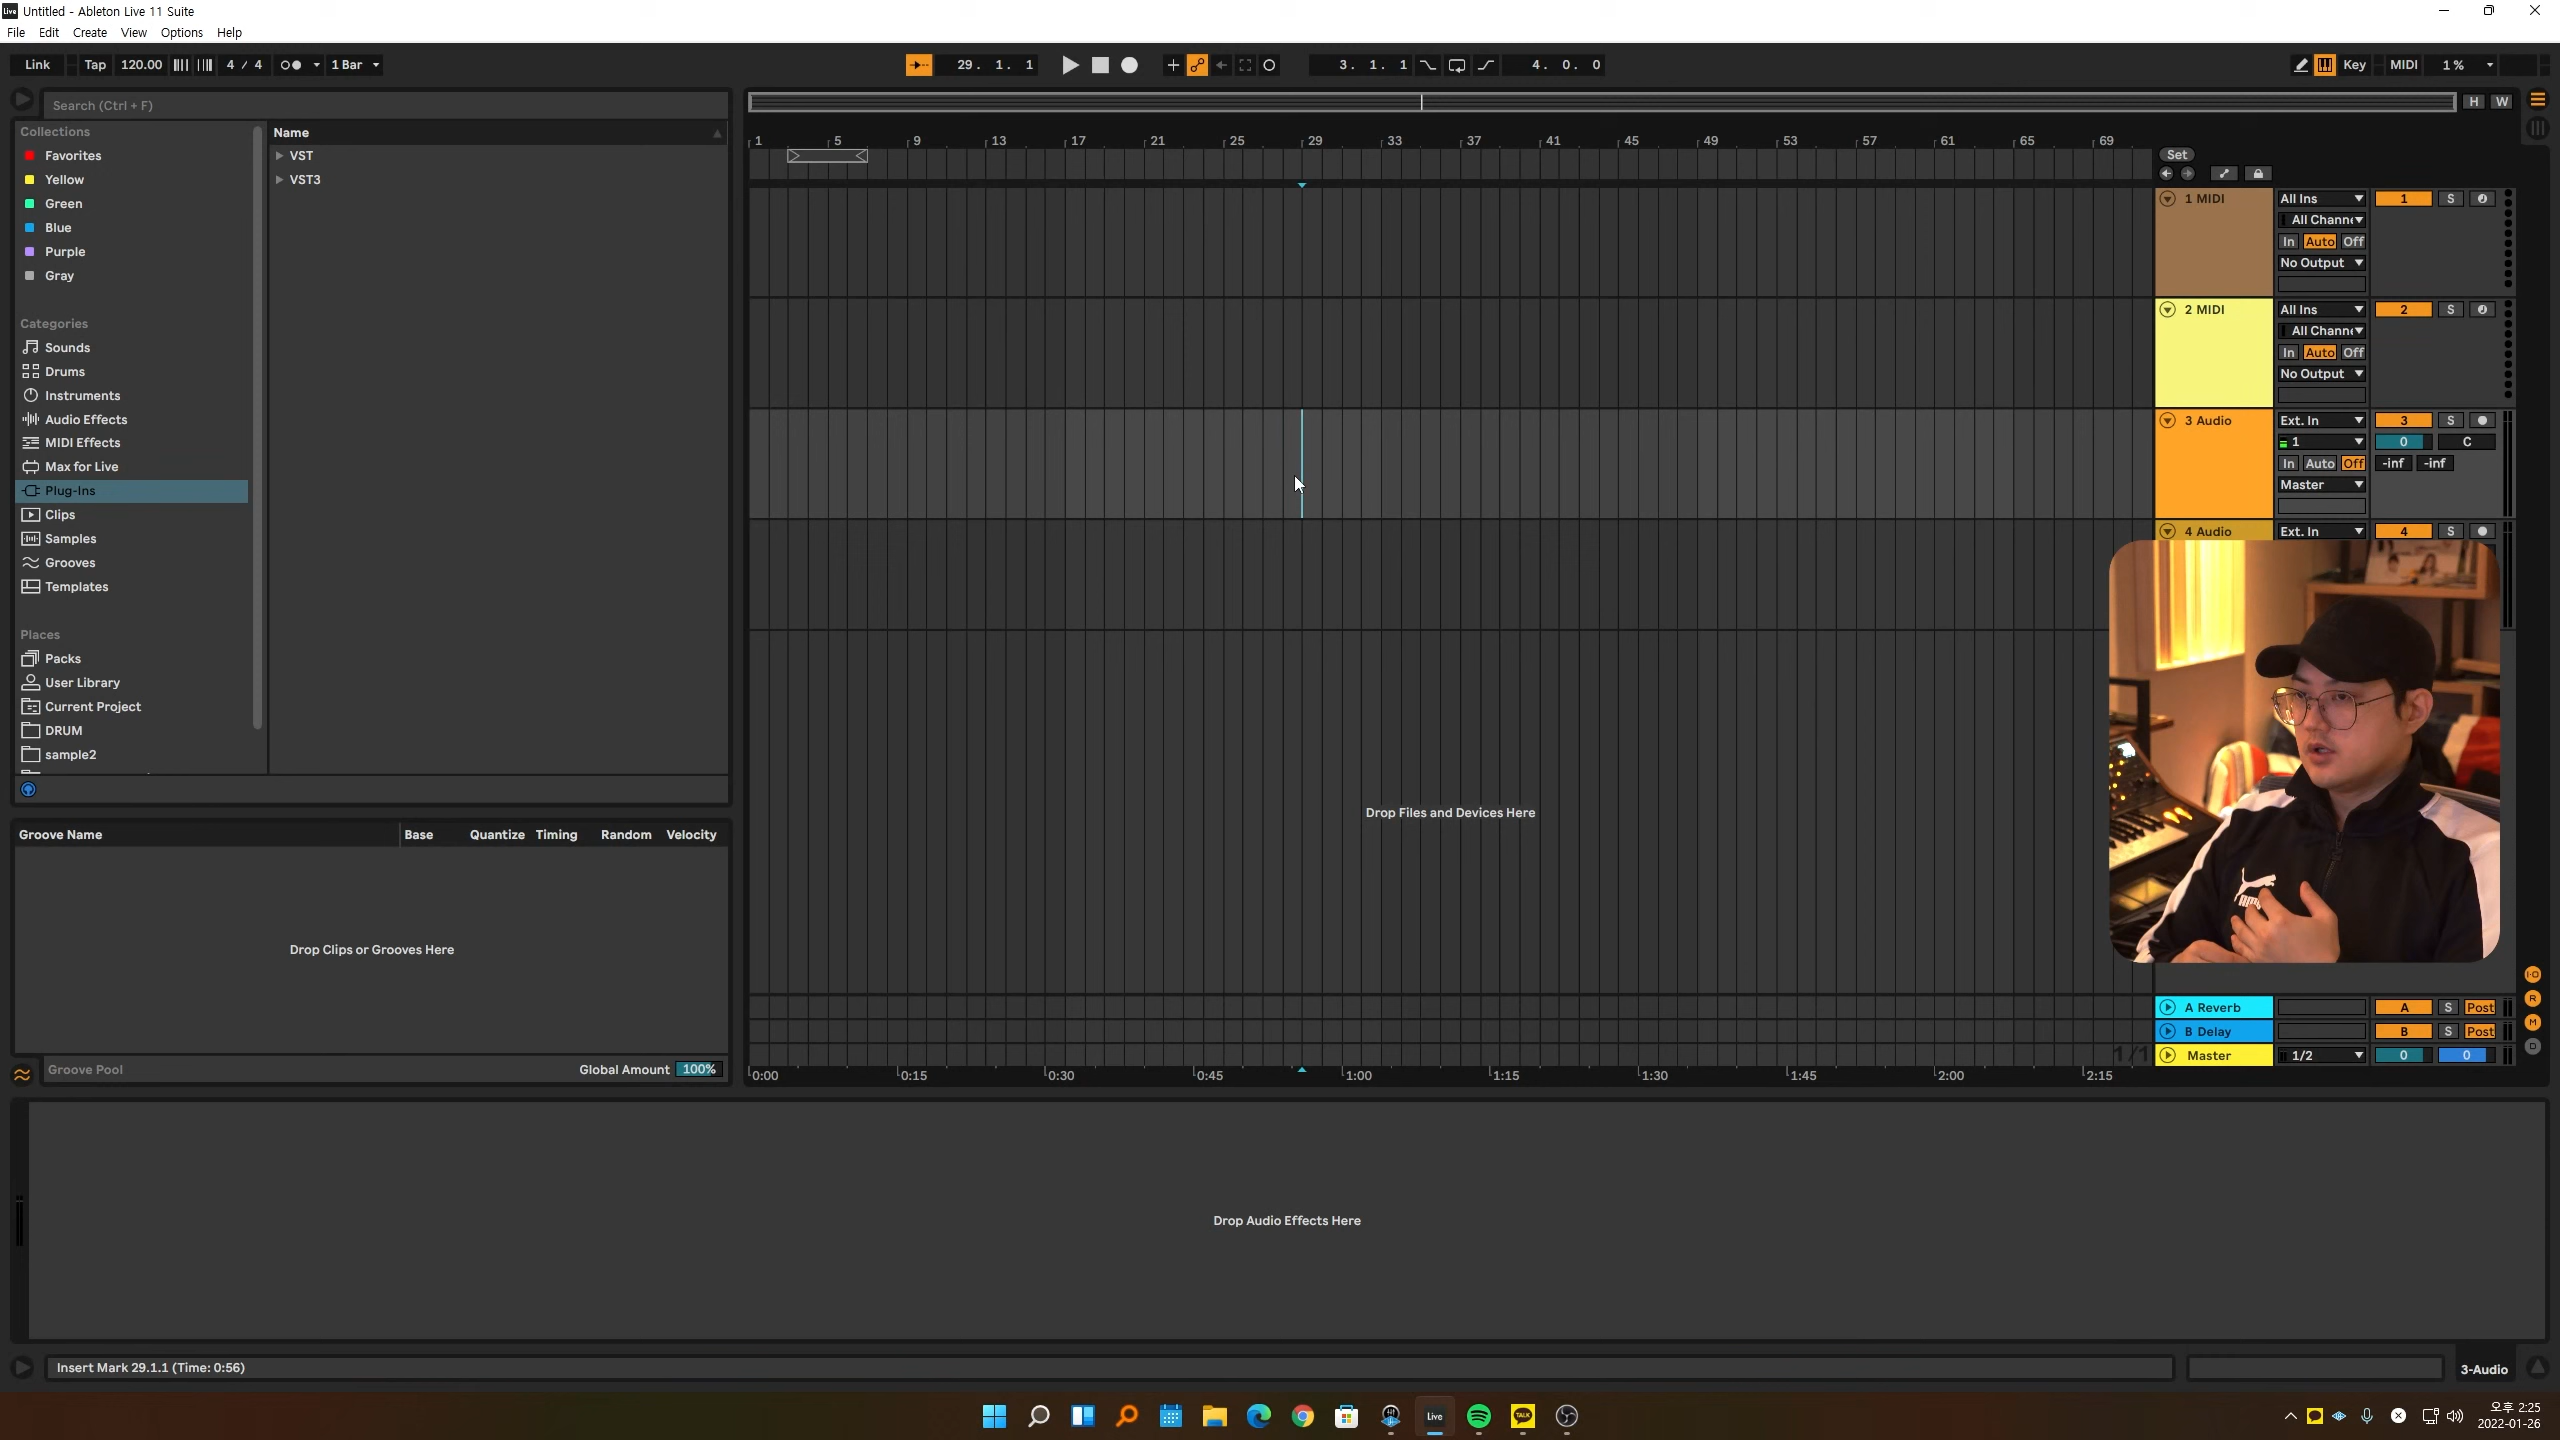 Untitled - Ableton Live 11 Suite
File Edit Create View Options Help
Link Tap 120.00 4 / 4 1 Bar 29. 1. 1 3. 1. 1 4. 0. 0 Key MIDI 1 %
Search (Ctrl + F)
H W
Collections
Name
Favorites
VST
Yellow
VST3
Green
Blue
Purple
Gray
Categories
Sounds
Drums
Instruments
Audio Effects
MIDI Effects
Max for Live
Plug-Ins
Clips
Samples
Grooves
Templates
Places
Packs
User Library
Current Project
DRUM
sample2
1 5 9 13 17 21 25 29 33 37 41 45 49 53 57 61 65 69
Set
1 MIDI All Ins 1 S
All Channe
In Auto Off
No Output
2 MIDI All Ins 2 S
All Channe
In Auto Off
No Output
3 Audio Ext. In 3 S
1 0 C
In Auto Off -inf -inf
Master
4 Audio Ext. In 4 S
Drop Files and Devices Here
PUMA
Groove Name Base Quantize Timing Random Velocity
Drop Clips or Grooves Here
Groove Pool Global Amount 100%
A Reverb A S Post
B Delay B S Post
1/1 Master 1/2 0 0
I·O
R
M
D
0:00 0:15 0:30 0:45 1:00 1:15 1:30 1:45 2:00 2:15
Drop Audio Effects Here
Insert Mark 29.1.1 (Time: 0:56)
3-Audio
Live
TALK
오후 2:25
2022-01-26